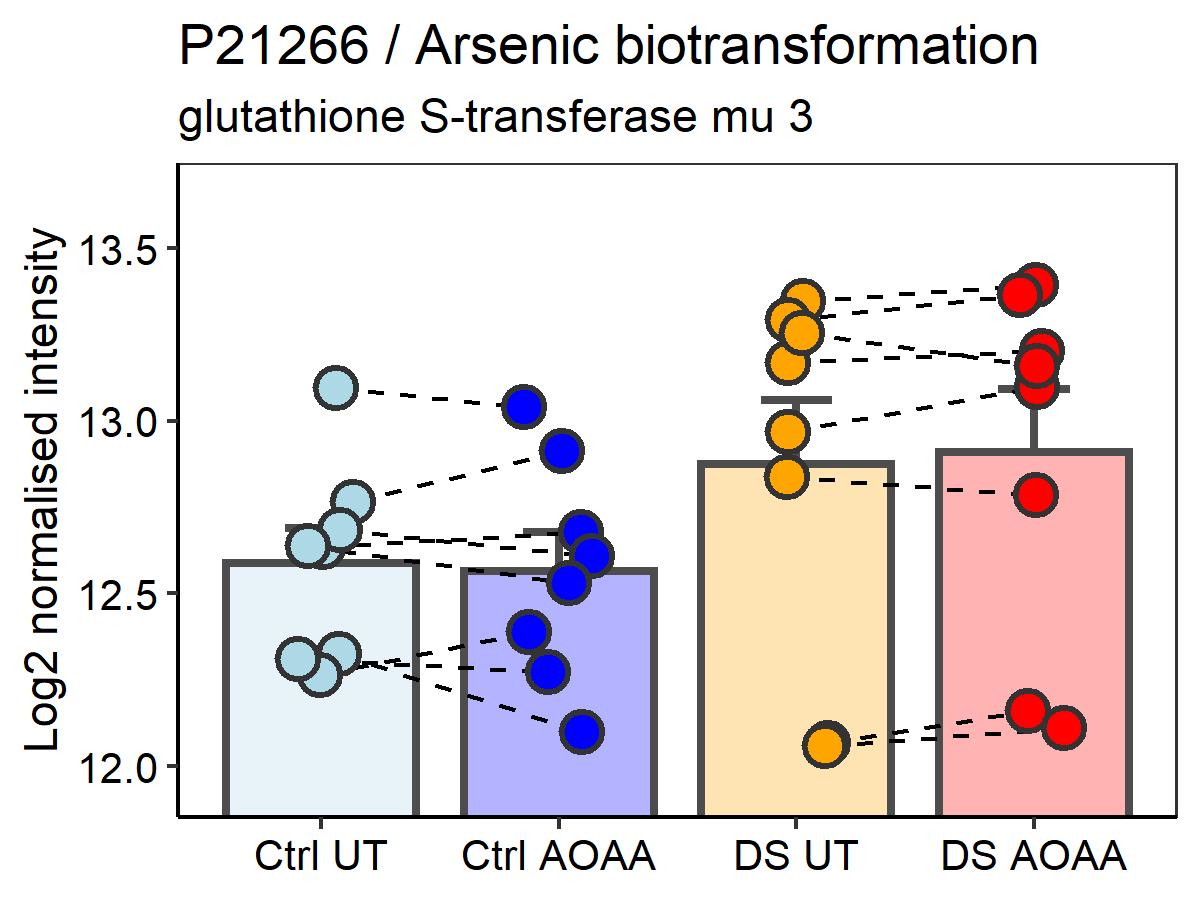 P21266 / Arsenic biotransformation
glutathione S-transferase mu 3
Log2 normalised intensity
13.5
13.0
12.5
12.0
Ctrl UT
Ctrl AOAA
DS UT
DS AOAA